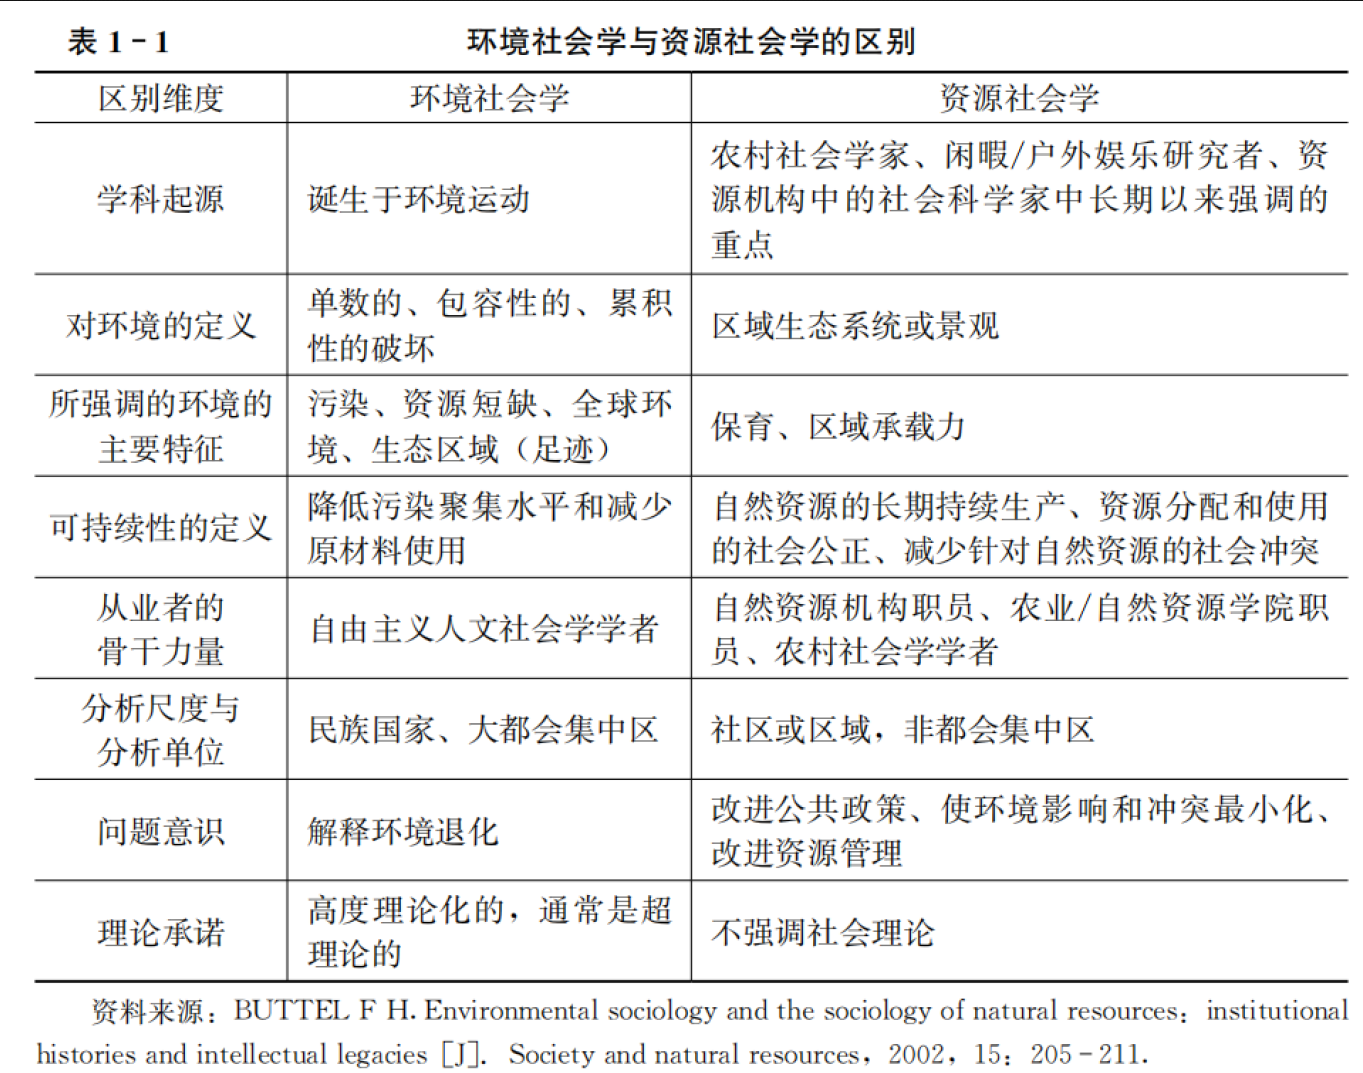 表 1-1 环境社会学与资源社会学的区别
区别维度 环境社会学 资源社会学
学科起源 诞生于环境运动
农村社会学家、闲暇/户外娱乐研究者、资
源机构中的社会科学家中长期以来强调的
重点
对环境的定义
单数的、包容性的、累积
性的破坏
区域生态系统或景观
所强调的环境的
主要特征
污染、资源短缺、全球环
境、生态区域（足迹）
保育、区域承载力
可持续性的定义
降低污染聚集水平和减少
原材料使用
自然资源的长期持续生产、资源分配和使用
的社会公正、减少针对自然资源的社会冲突
从业者的
骨干力量
自由主义人文社会学学者
自然资源机构职员、农业/自然资源学院职
员、农村社会学学者
分析尺度与
分析单位
民族国家、大都会集中区
社区或区域，非都会集中区
问题意识
解释环境退化
改进公共政策、使环境影响和冲突最小化、
改进资源管理
理论承诺
高度理论化的，通常是超
理论的
不强调社会理论
资料来源：BUTTEL F H. Environmental sociology and the sociology of natural resources：institutional
histories and intellectual legacies [J]. Society and natural resources，2002，15：205-211.